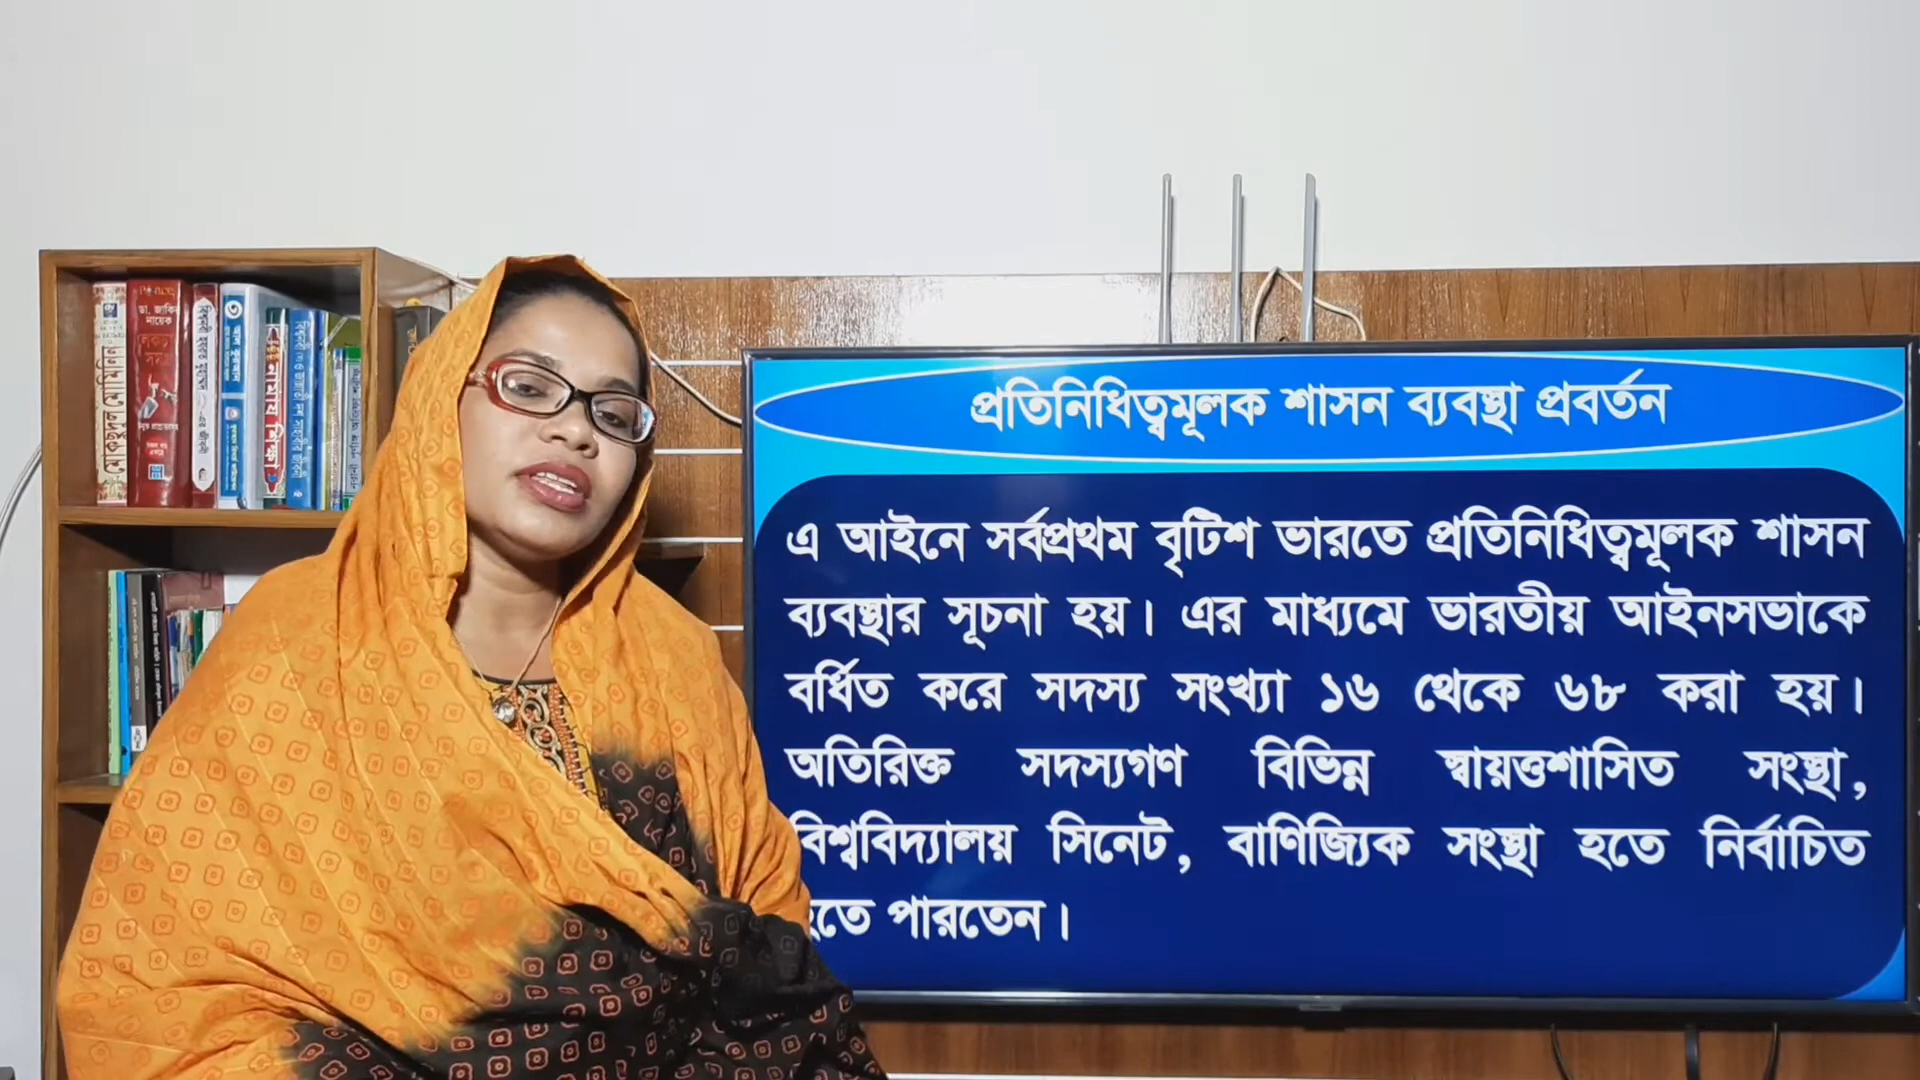 প্রতিনিধিত্বমূলক শাসন ব্যবস্থা প্রবর্তন
এ আইনে সর্বপ্রথম বৃটিশ ভারতে প্রতিনিধিত্বমূলক শাসন
ব্যবস্থার সূচনা হয়। এর মাধ্যমে ভারতীয় আইনসভাকে
বর্ধিত করে সদস্য সংখ্যা ১৬ থেকে ৬৮ করা হয়।
অতিরিক্ত সদস্যগণ বিভিন্ন স্বায়ত্তশাসিত সংস্থা,
বিশ্ববিদ্যালয় সিনেট, বাণিজ্যিক সংস্থা হতে নির্বাচিত
হতে পারতেন।
মোকছুদুল মোমিনিন
ডা. জাকির
নায়েক